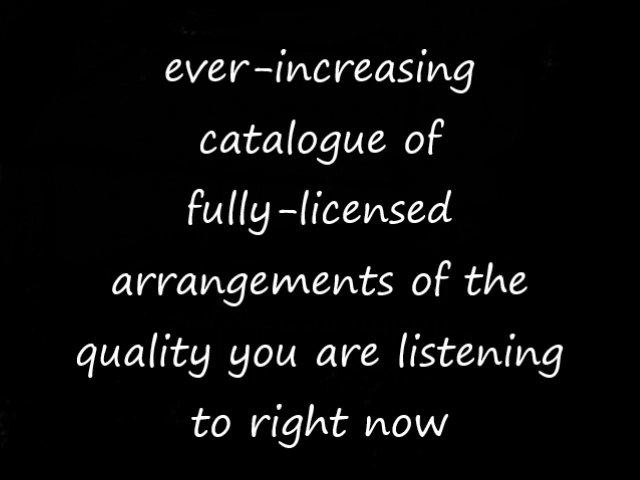 ever-increasing
catalogue of
fully-licensed
arrangements of the
quality you are listening
to right now